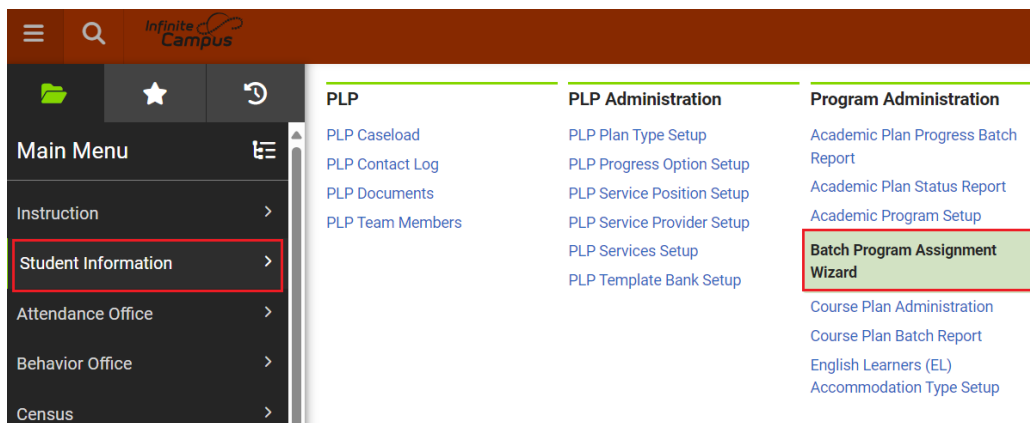 Infinite
Campus
Main Menu
Instruction
Student Information
Attendance Office
Behavior Office
Census
PLP
PLP Caseload
PLP Contact Log
PLP Documents
PLP Team Members
PLP Administration
PLP Plan Type Setup
PLP Progress Option Setup
PLP Service Position Setup
PLP Service Provider Setup
PLP Services Setup
PLP Template Bank Setup
Program Administration
Academic Plan Progress Batch
Report
Academic Plan Status Report
Academic Program Setup
Batch Program Assignment
Wizard
Course Plan Administration
Course Plan Batch Report
English Learners (EL)
Accommodation Type Setup